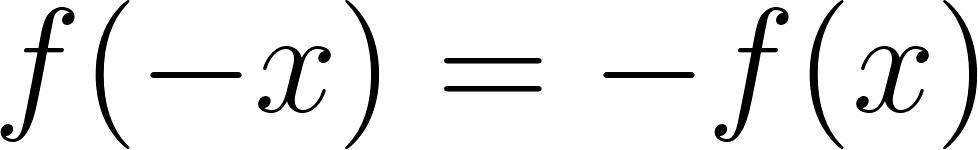 f(−x) = −f(x)